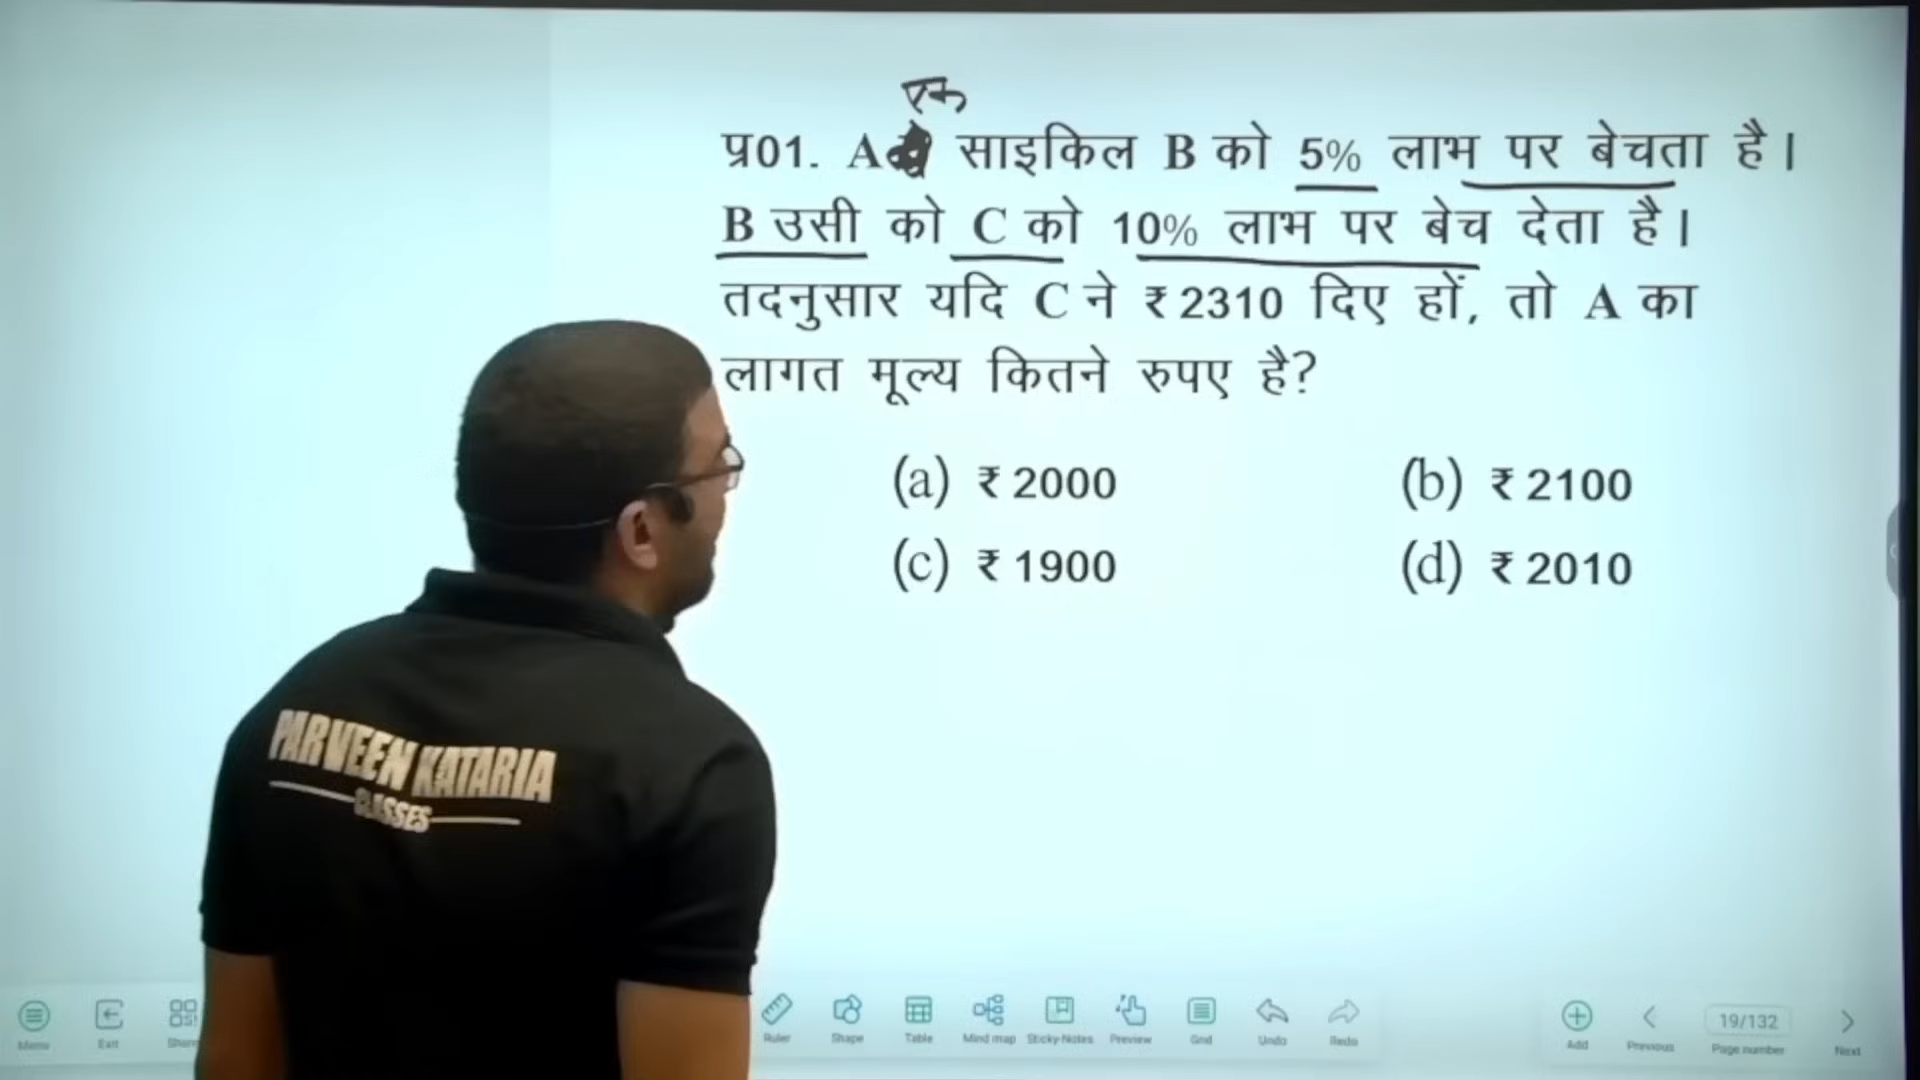 एक
प्र01. A साइकिल B को 5% लाभ पर बेचता है।
B उसी को C को 10% लाभ पर बेच देता है।
तदनुसार यदि C ने ₹ 2310 दिए हों, तो A का
लागत मूल्य कितने रुपए है?
(a) ₹ 2000 (b) ₹ 2100
(c) ₹ 1900 (d) ₹ 2010
PARVEEN KATARIA
CLASSES
Menu Exit Ruler Shape Table Mind map Sticky-Notes Preview Grid Undo Redo Add Previous 19/132 Page number Next